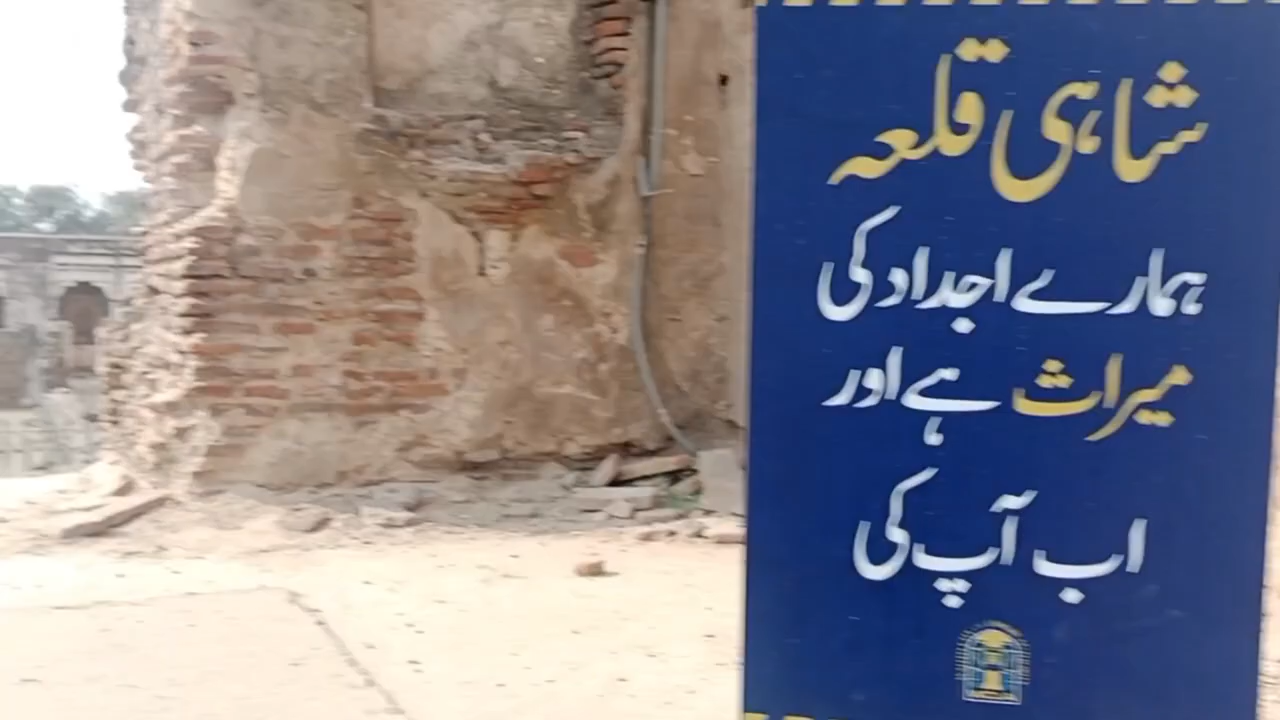 شاہی قلعہ
ہمارے اجداد کی
میراث ہے اور
اب آپ کی